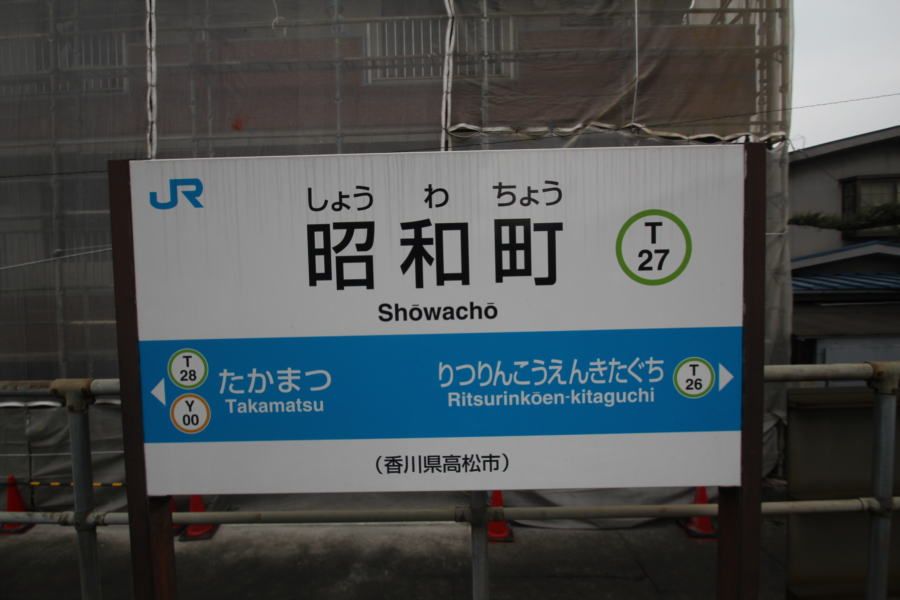 JR
しょう わ ちょう
昭和町
T
27
Shōwachō
T
28
Y
00
たかまつ
Takamatsu
りつりんこうえんきたぐち
Ritsurinkōen-kitaguchi
T
26
（香川県高松市）